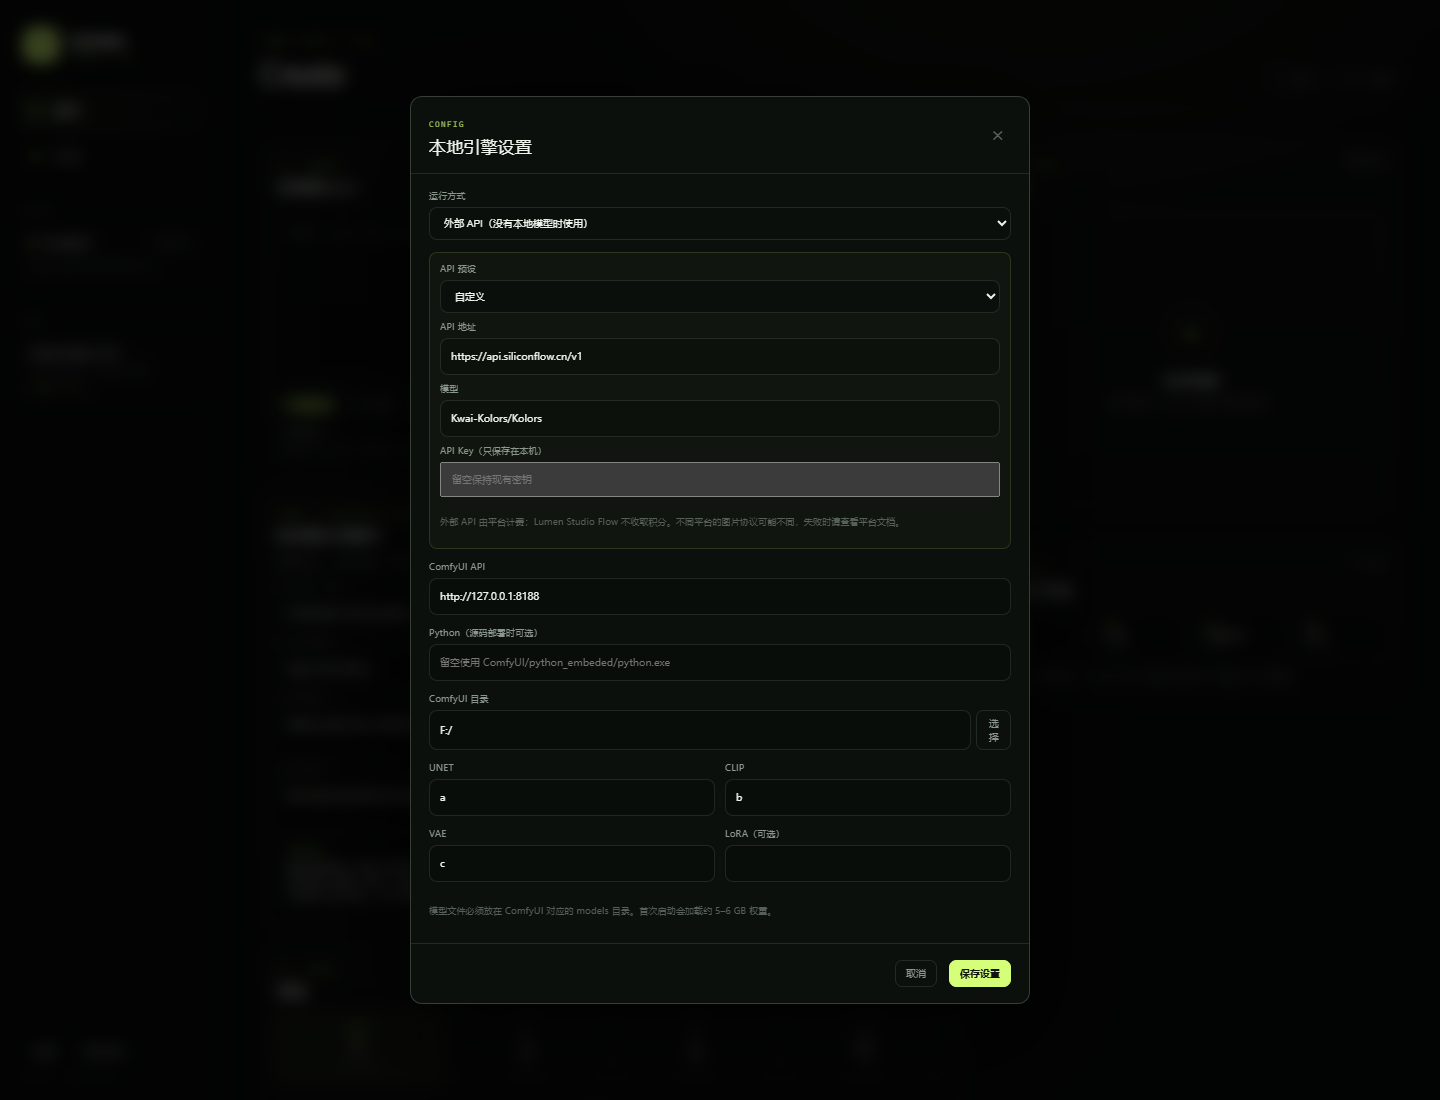 CONFIG
本地引擎设置
×
运行方式
外部 API（没有本地模型时使用）
API 预设
自定义
API 地址
https://api.siliconflow.cn/v1
模型
Kwai-Kolors/Kolors
API Key（只保存在本机）
留空保持现有密钥
外部 API 由平台计费；Lumen Studio Flow 不收取积分。不同平台的图片协议可能不同，失败时请查看平台文档。
ComfyUI API
http://127.0.0.1:8188
Python（源码部署时可选）
留空使用 ComfyUI/python_embeded/python.exe
ComfyUI 目录
F:/
选
择
UNET
CLIP
a
b
VAE
LoRA（可选）
c
模型文件必须放在 ComfyUI 对应的 models 目录。首次启动会加载约 5–6 GB 权重。
取消
保存设置